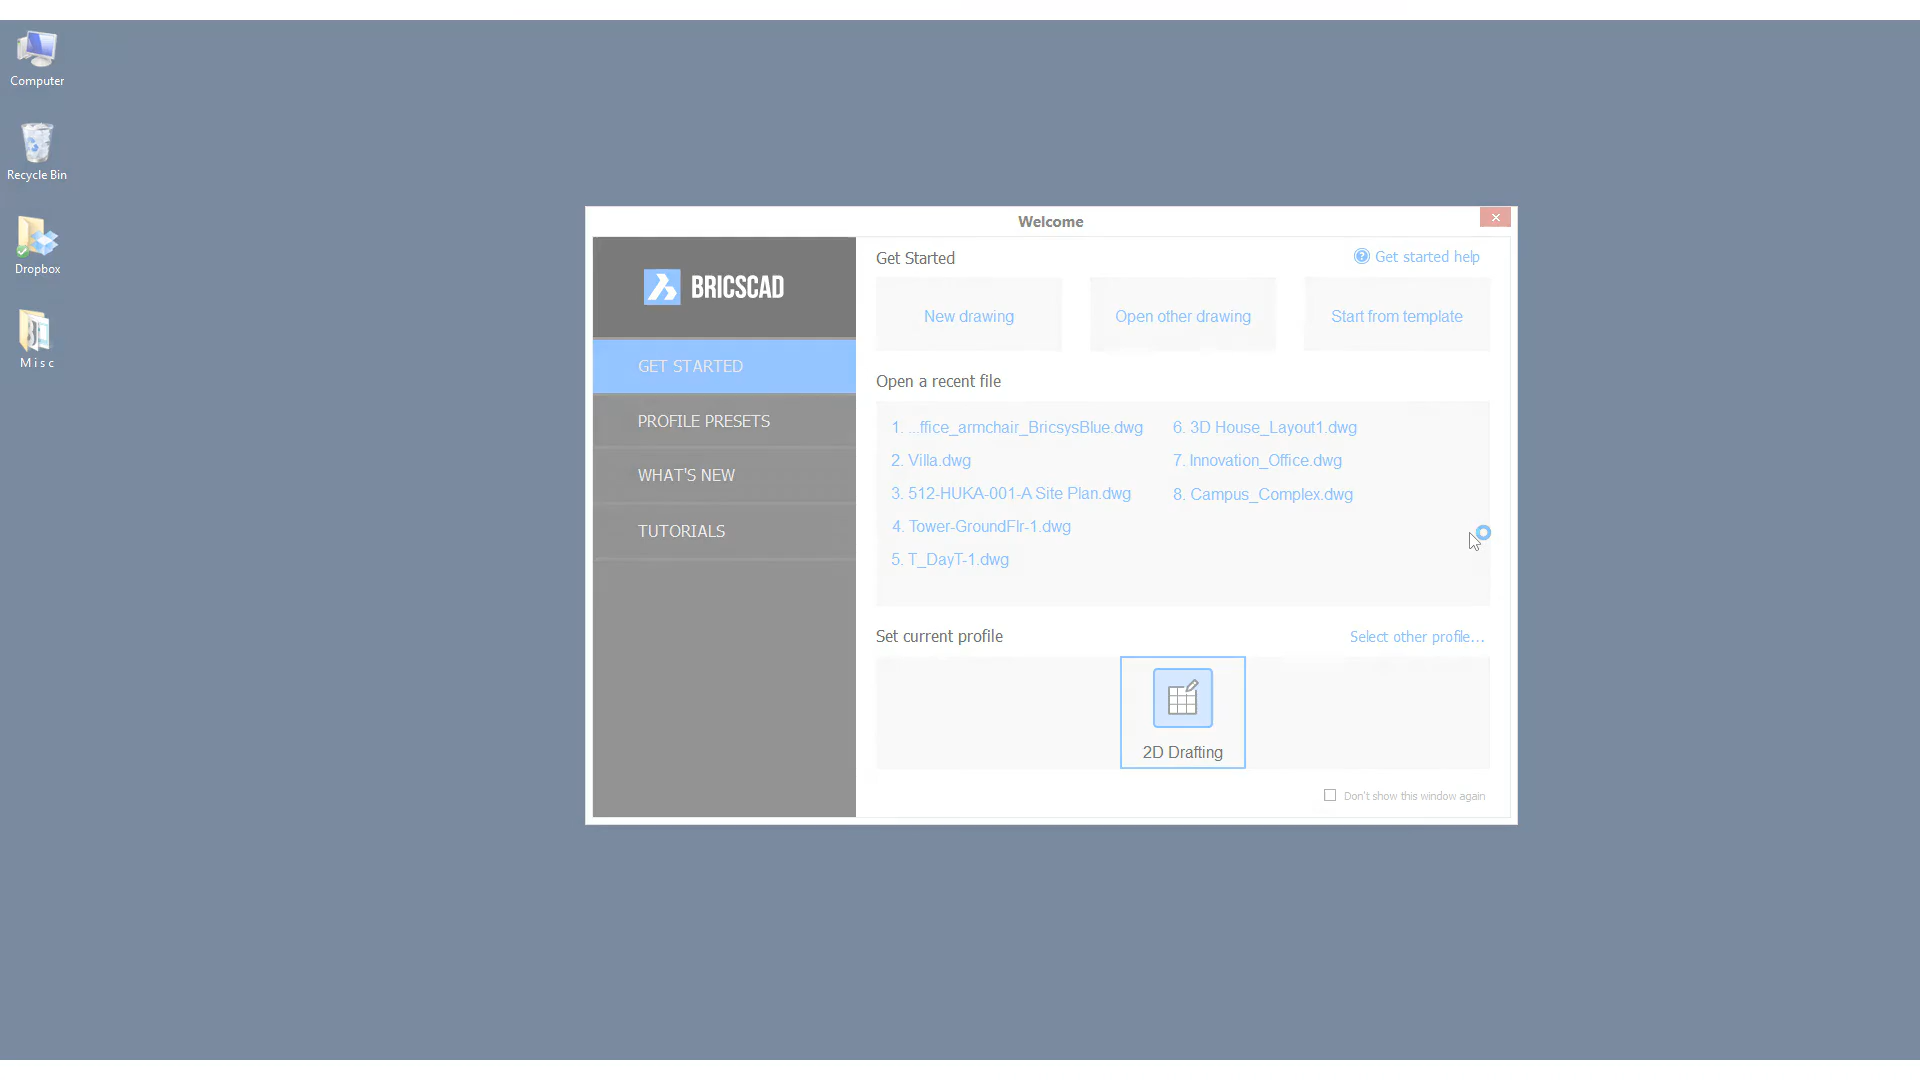 Computer
Recycle Bin
Dropbox
Misc
Welcome
BRICSCAD
GET STARTED
PROFILE PRESETS
WHAT'S NEW
TUTORIALS
Get Started
Get started help
New drawing
Open other drawing
Start from template
Open a recent file
1. ...ffice_armchair_BricsysBlue.dwg
2. Villa.dwg
3. 512-HUKA-001-A Site Plan.dwg
4. Tower-GroundFlr-1.dwg
5. T_DayT-1.dwg
6. 3D House_Layout1.dwg
7. Innovation_Office.dwg
8. Campus_Complex.dwg
Set current profile
Select other profile...
2D Drafting
Don't show this window again